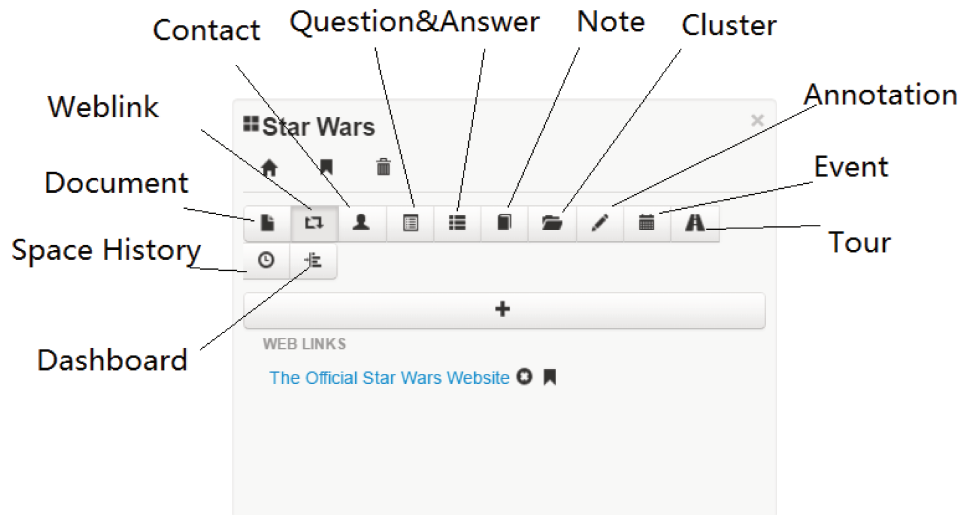 Contact
Question&Answer
Note
Cluster
Weblink
Annotation
Star Wars
Document
Event
Space History
Tour
Dashboard
WEB LINKS
The Official Star Wars Website